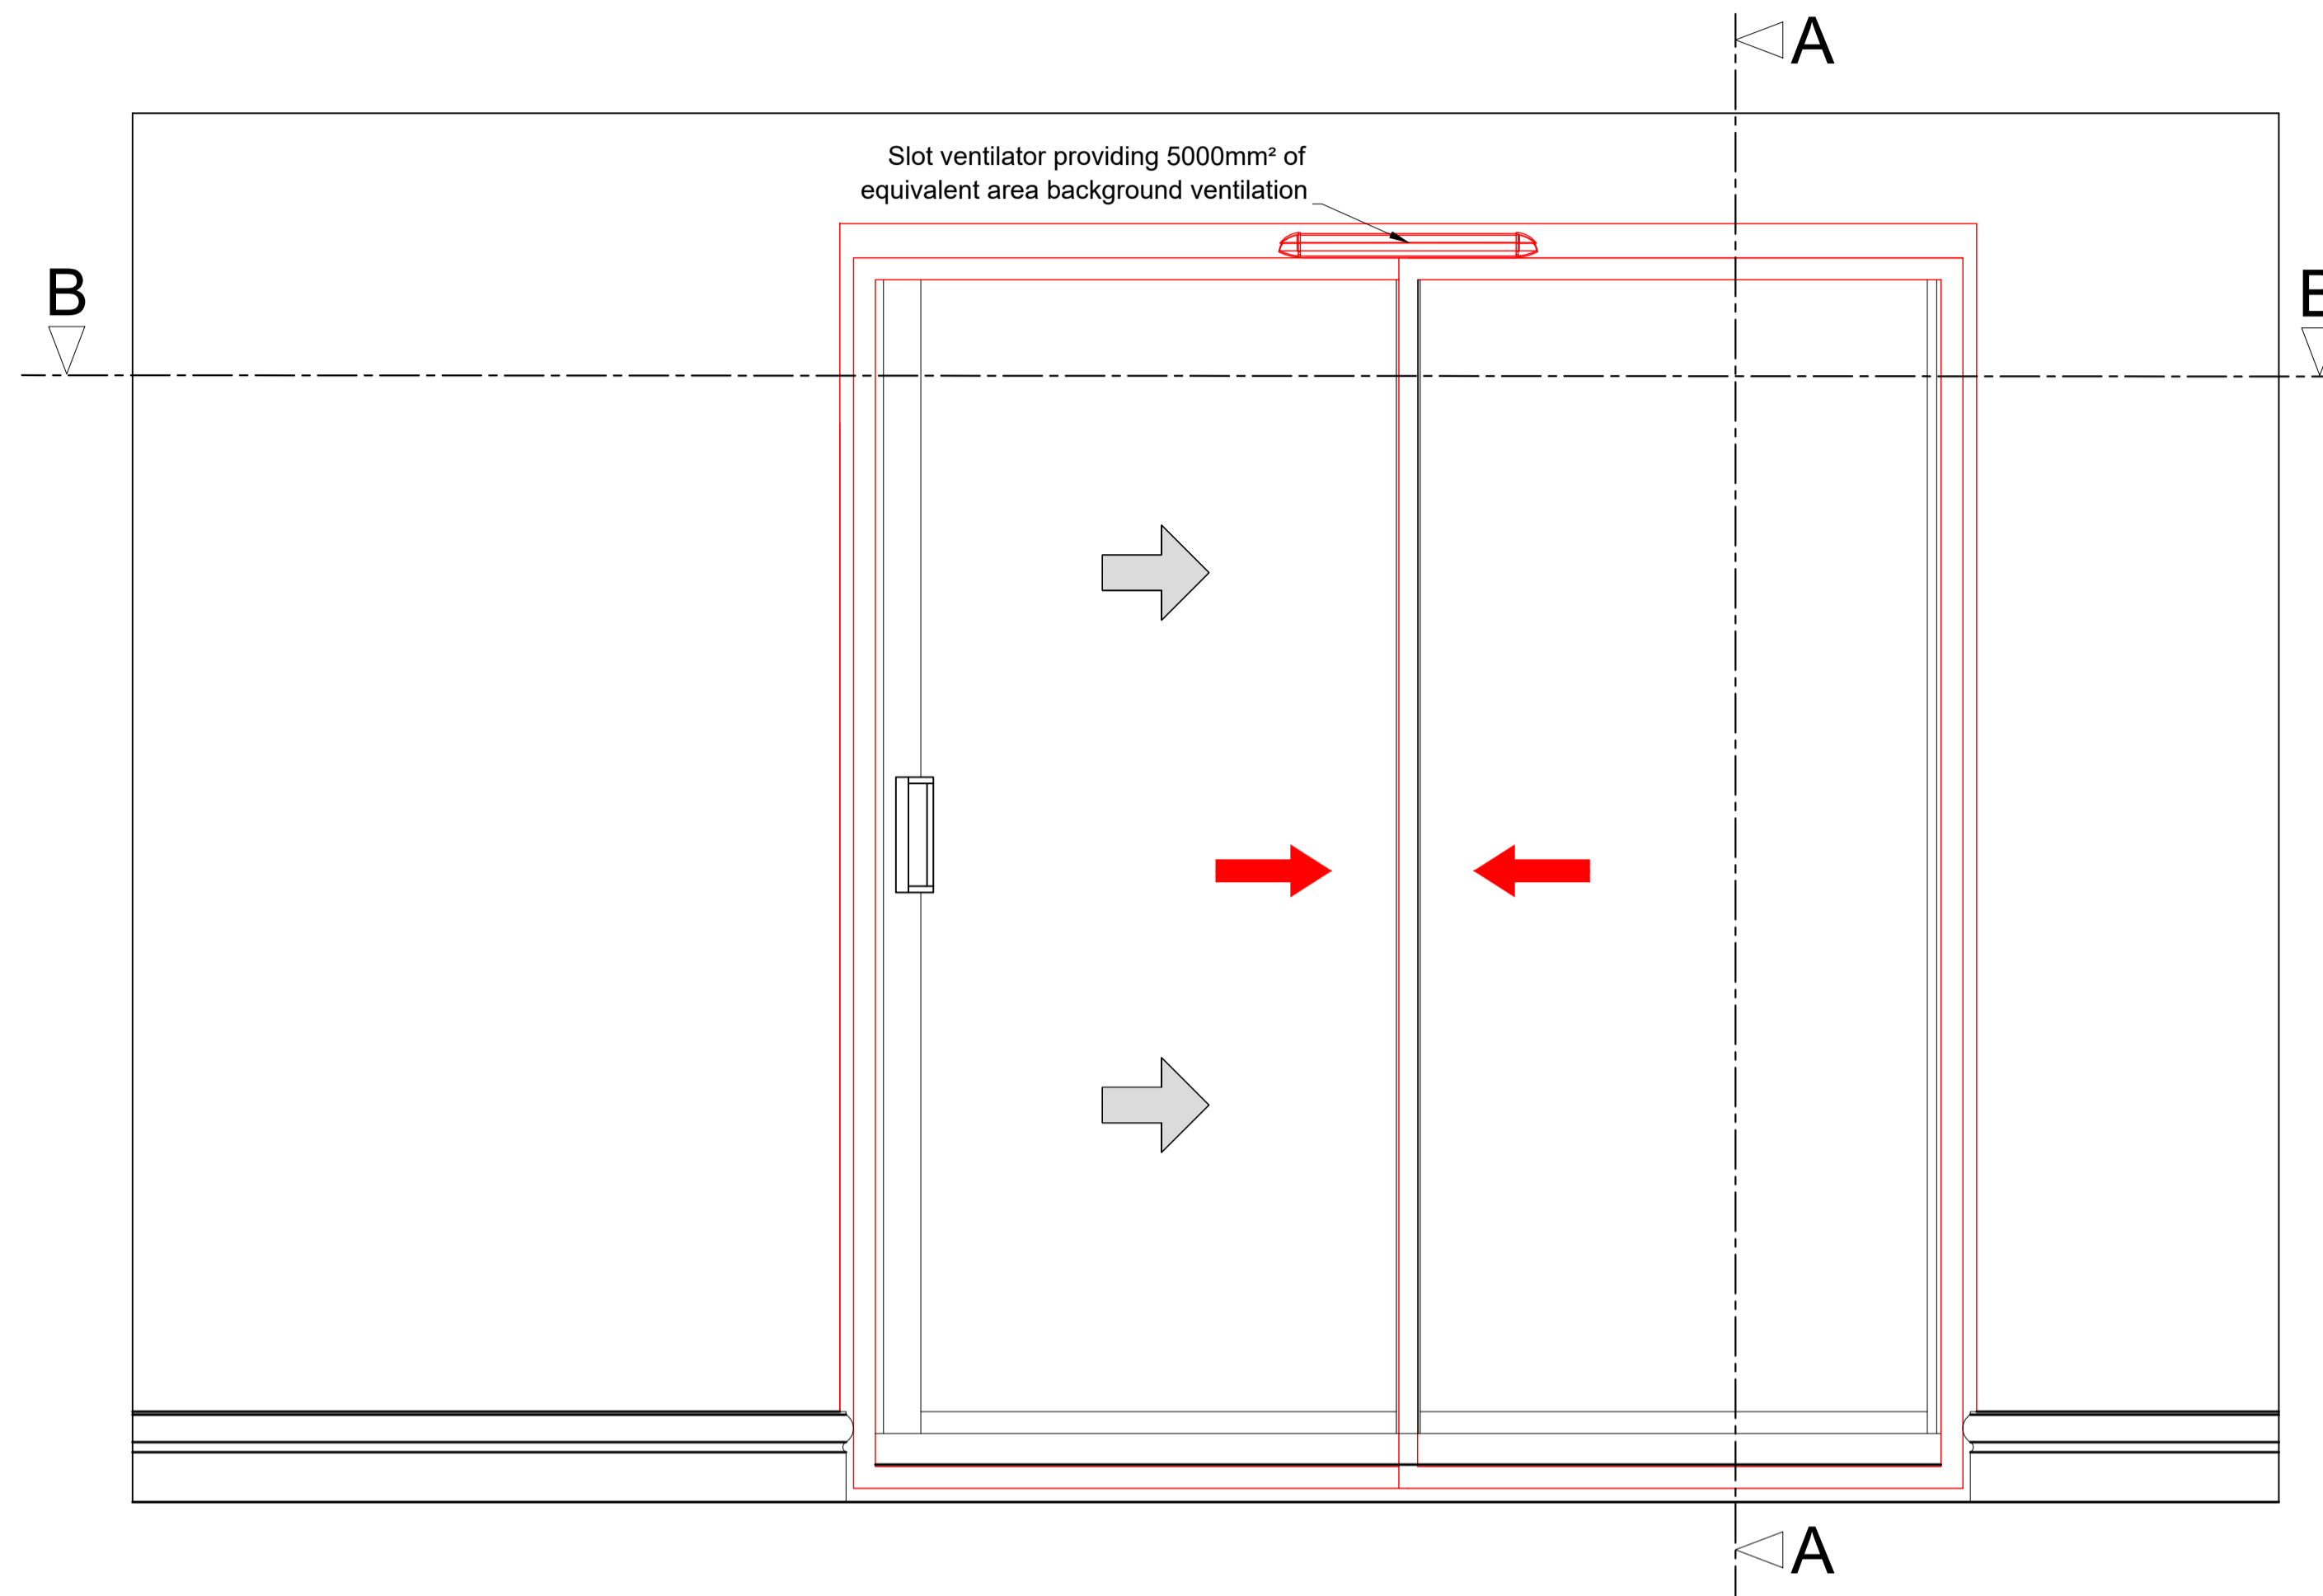 A
Slot ventilator providing 5000mm² of
equivalent area background ventilation
B
A